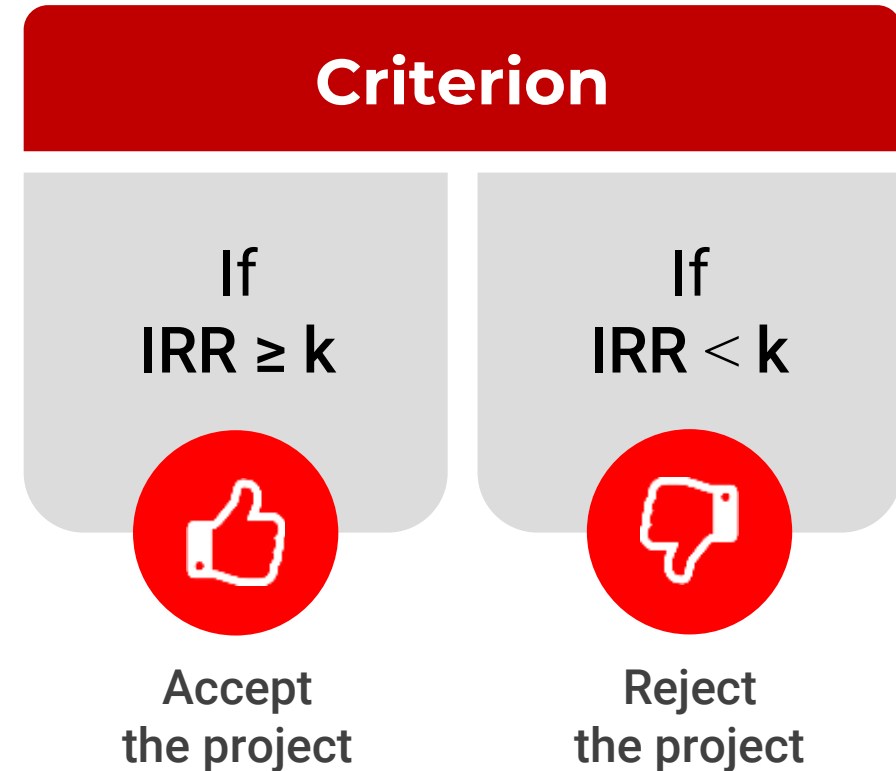 Criterion
If
IRR ≥ k
Accept
the project
If
IRR < k
Reject
the project